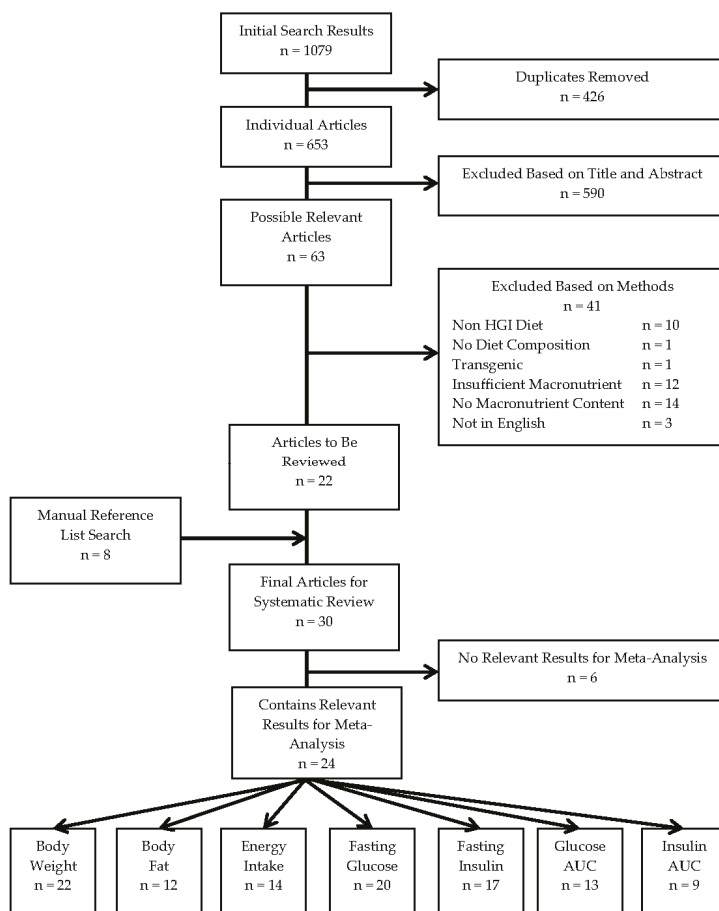 Initial Search Results
n = 1079
Duplicates Removed
n = 426
Individual Articles
n = 653
Excluded Based on Title and Abstract
n = 590
Possible Relevant
Articles
n = 63
Excluded Based on Methods
n = 41
Non HGI Diet n = 10
No Diet Composition n = 1
Transgenic n = 1
Insufficient Macronutrient n = 12
No Macronutrient Content n = 14
Not in English n = 3
Articles to Be
Reviewed
n = 22
Manual Reference
List Search
n = 8
Final Articles for
Systematic Review
n = 30
No Relevant Results for Meta-Analysis
n = 6
Contains Relevant
Results for Meta-
Analysis
n = 24
Body
Weight
n = 22
Body
Fat
n = 12
Energy
Intake
n = 14
Fasting
Glucose
n = 20
Fasting
Insulin
n = 17
Glucose
AUC
n = 13
Insulin
AUC
n = 9